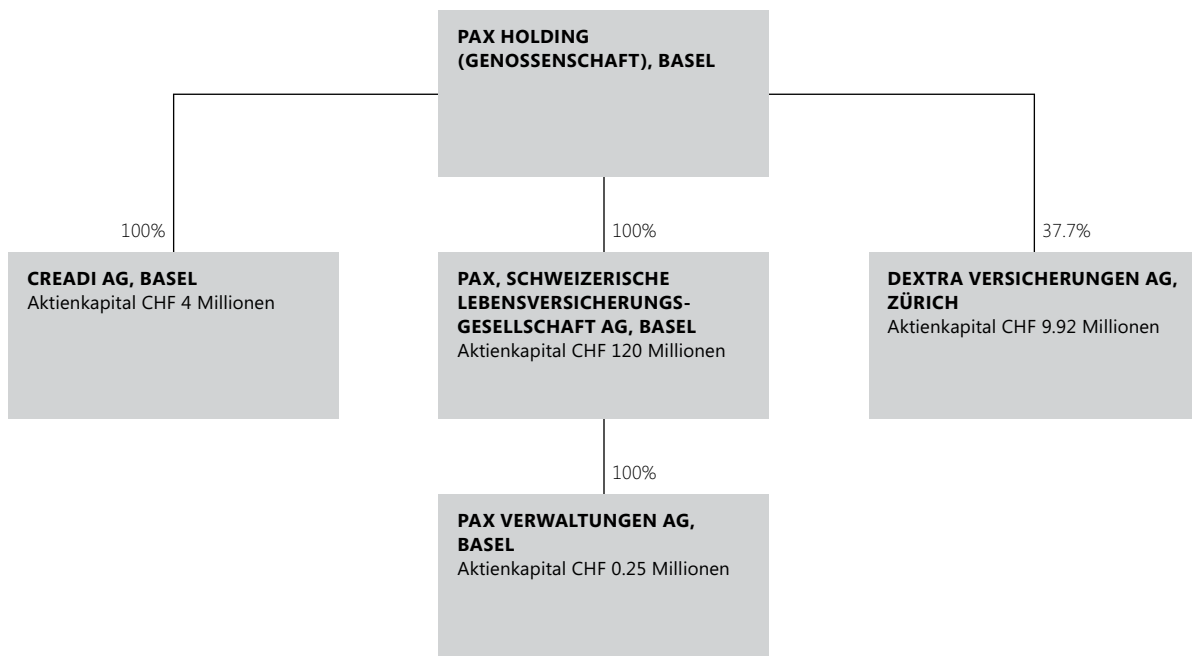 PAX HOLDING
(GENOSSENSCHAFT), BASEL
100%
100%
37.7%
CREADI AG, BASEL
Aktienkapital CHF 4 Millionen
PAX, SCHWEIZERISCHE
LEBENSVERSICHERUNGS-
GESELLSCHAFT AG, BASEL
Aktienkapital CHF 120 Millionen
DEXTRA VERSICHERUNGEN AG,
ZÜRICH
Aktienkapital CHF 9.92 Millionen
100%
PAX VERWALTUNGEN AG,
BASEL
Aktienkapital CHF 0.25 Millionen